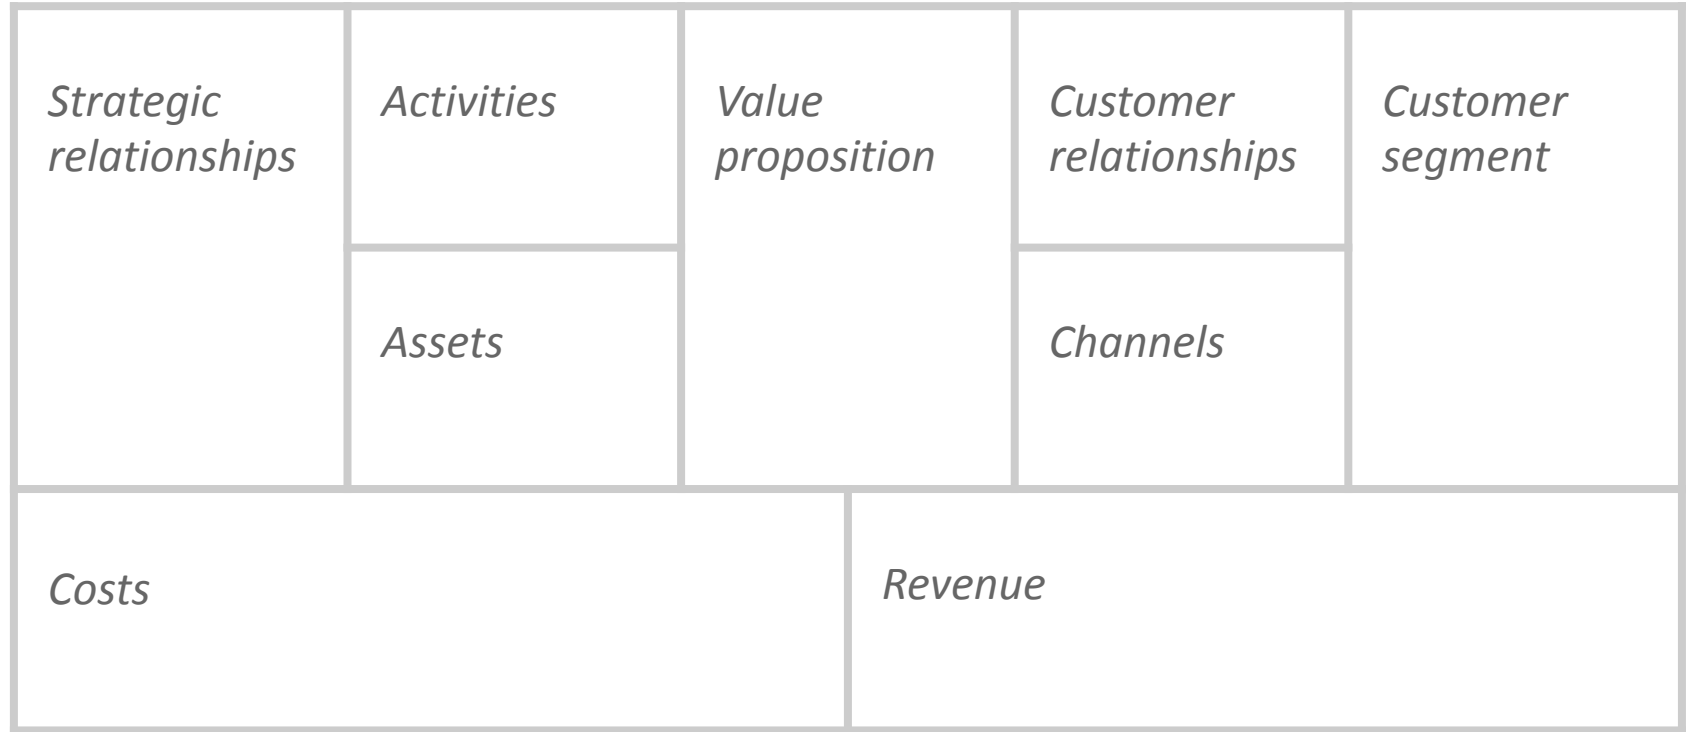 Strategic
relationships
Activities
Assets
Value
proposition
Customer
relationships
Channels
Customer
segment
Costs
Revenue